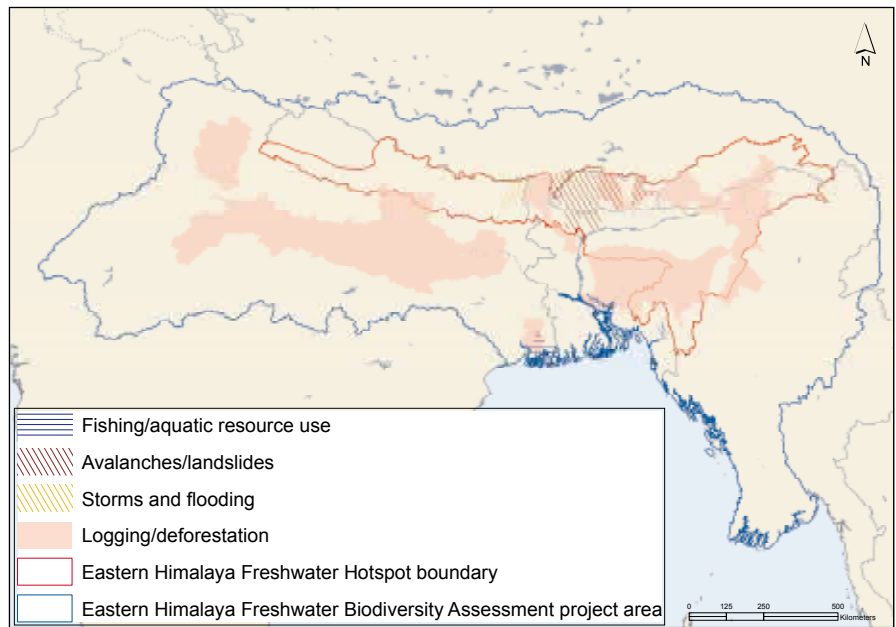 N
Fishing/aquatic resource use
Avalanches/landslides
Storms and flooding
Logging/deforestation
Eastern Himalaya Freshwater Hotspot boundary
Eastern Himalaya Freshwater Biodiversity Assessment project area
0 125 250 500
Kilometers